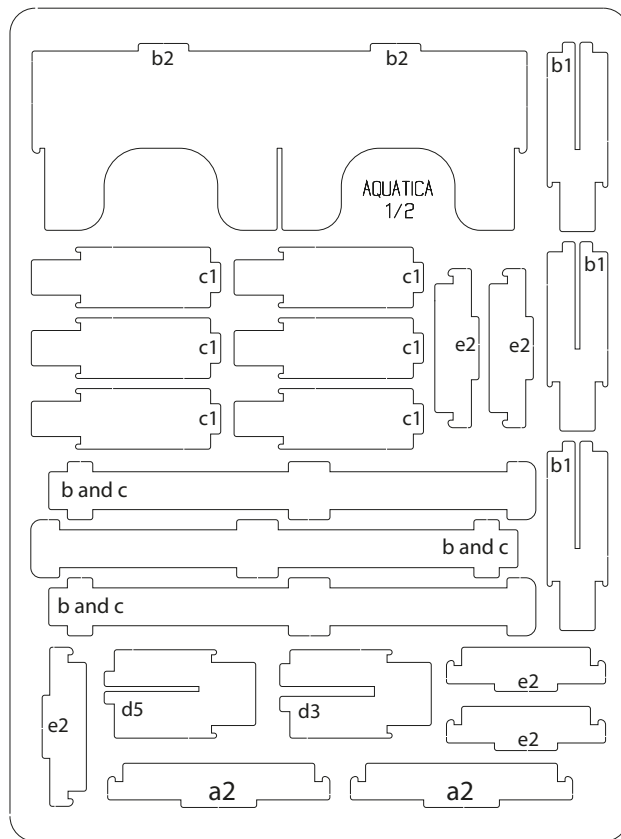 b2 b2 b1
AQUATICA
1/2
c1 c1 b1
c1 c1 e2 e2
c1 c1
b and c b1
b and c
b and c
e2 d5 d3 e2
e2
a2 a2